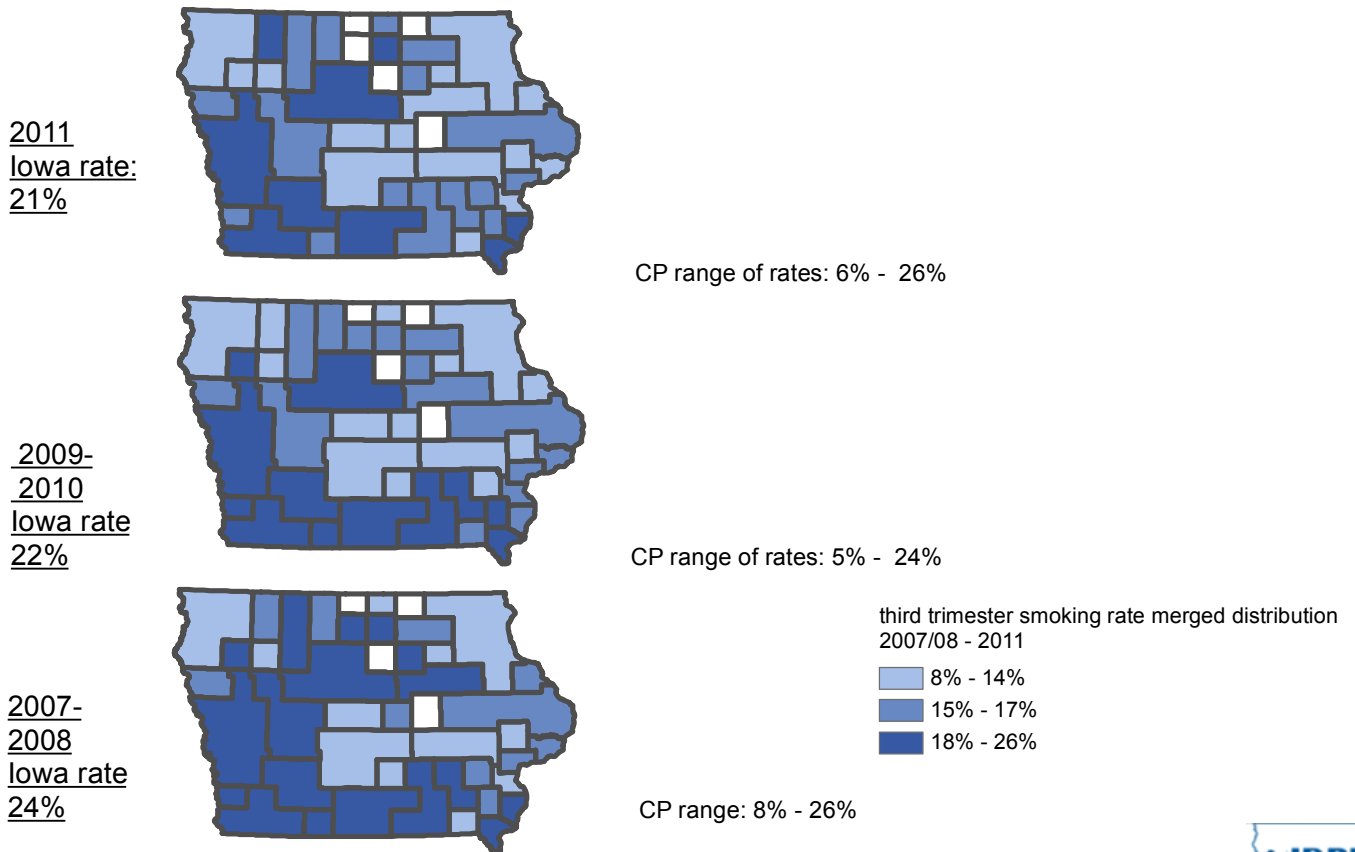 2011
Iowa rate:
21%
CP range of rates: 6% - 26%
2009-
2010
Iowa rate
22%
CP range of rates: 5% - 24%
third trimester smoking rate merged distribution
2007/08 - 2011
8% - 14%
15% - 17%
18% - 26%
2007-
2008
Iowa rate
24%
CP range: 8% - 26%